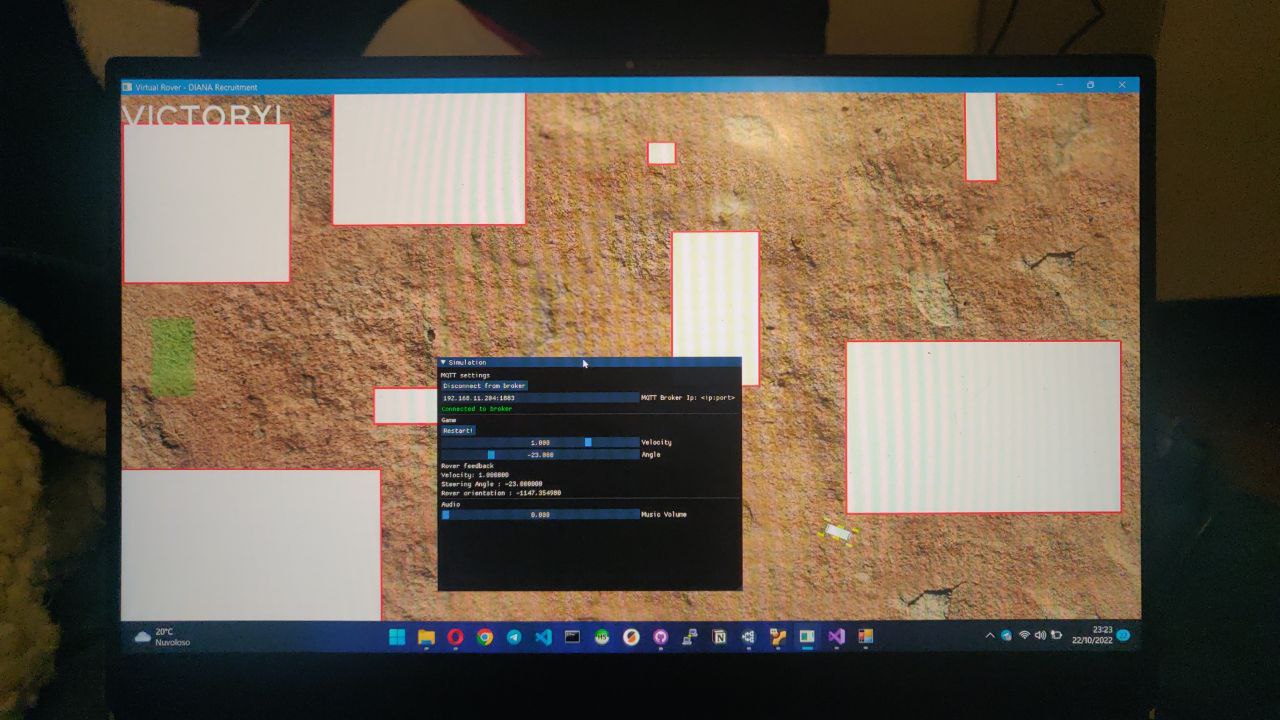 Virtual Rover - DIANA Recruitment
VICTORY!
▼ Simulation
MQTT settings
Disconnect from broker
192.168.11.204:1883 MQTT Broker Ip: <ip:port>
Connected to broker
Game
Restart!
1.000 Velocity
-23.000 Angle
Rover feedback
Velocity: 1.000000
Steering Angle : -23.000000
Rover orientation : -1147.354980
Audio
0.000 Music Volume
20°C
Nuvoloso
23:23
22/10/2022